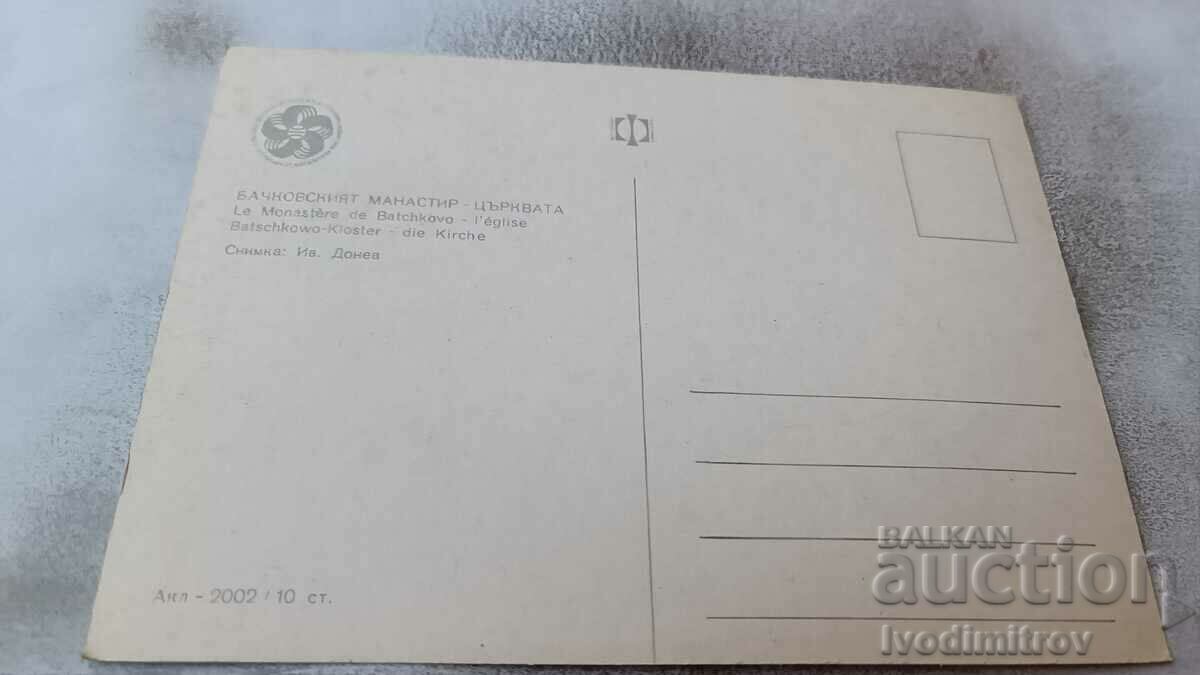 БАЧКОВСКИЯТ МАНАСТИР - ЦЪРКВАТА
Le Monastère de Batchkovo - l'église
Batschkowo-Kloster - die Kirche
Снимка: Ив. Донев
Акл - 2002 / 10 ст.
BALKAN
auction
Ivodimitrov